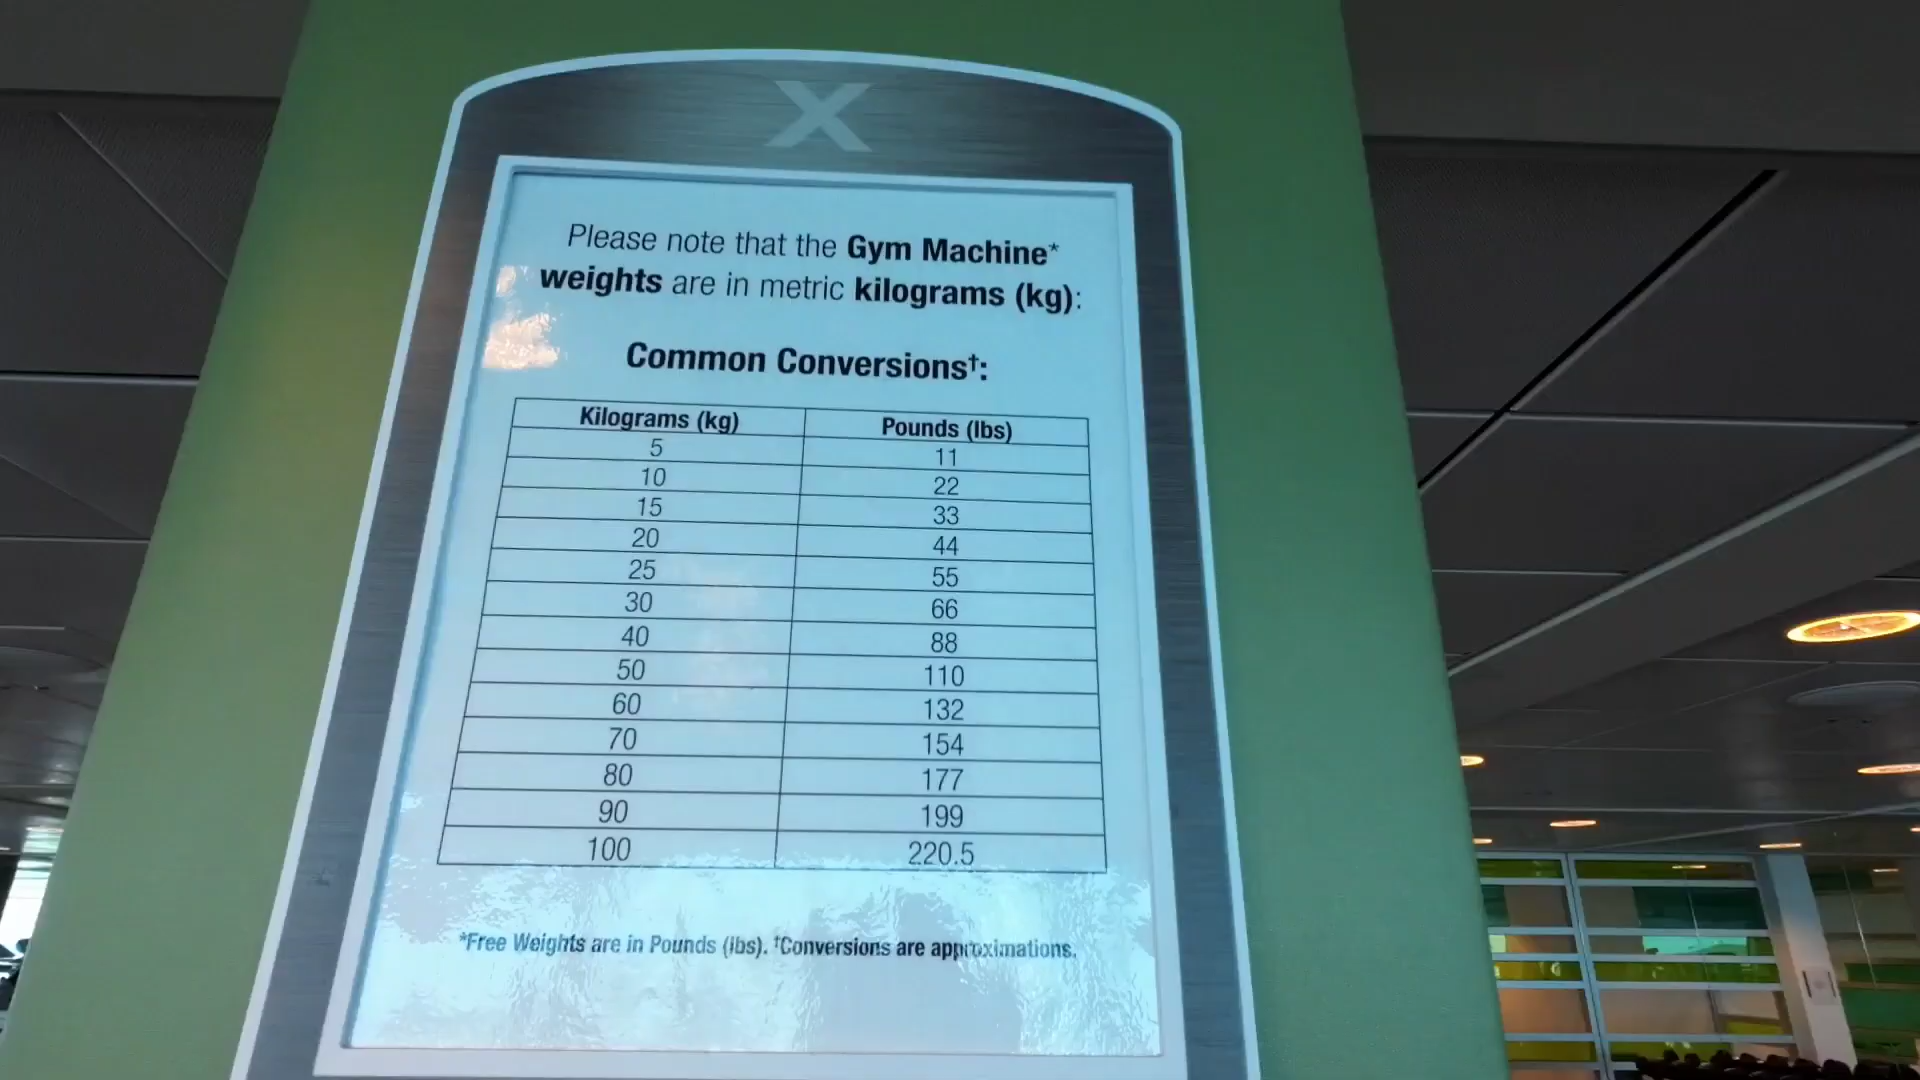 X
Please note that the Gym Machine*
weights are in metric kilograms (kg):
Common Conversions†:
Kilograms (kg) Pounds (lbs)
5 11
10 22
15 33
20 44
25 55
30 66
40 88
50 110
60 132
70 154
80 177
90 199
100 220.5
*Free Weights are in Pounds (lbs). †Conversions are approximations.